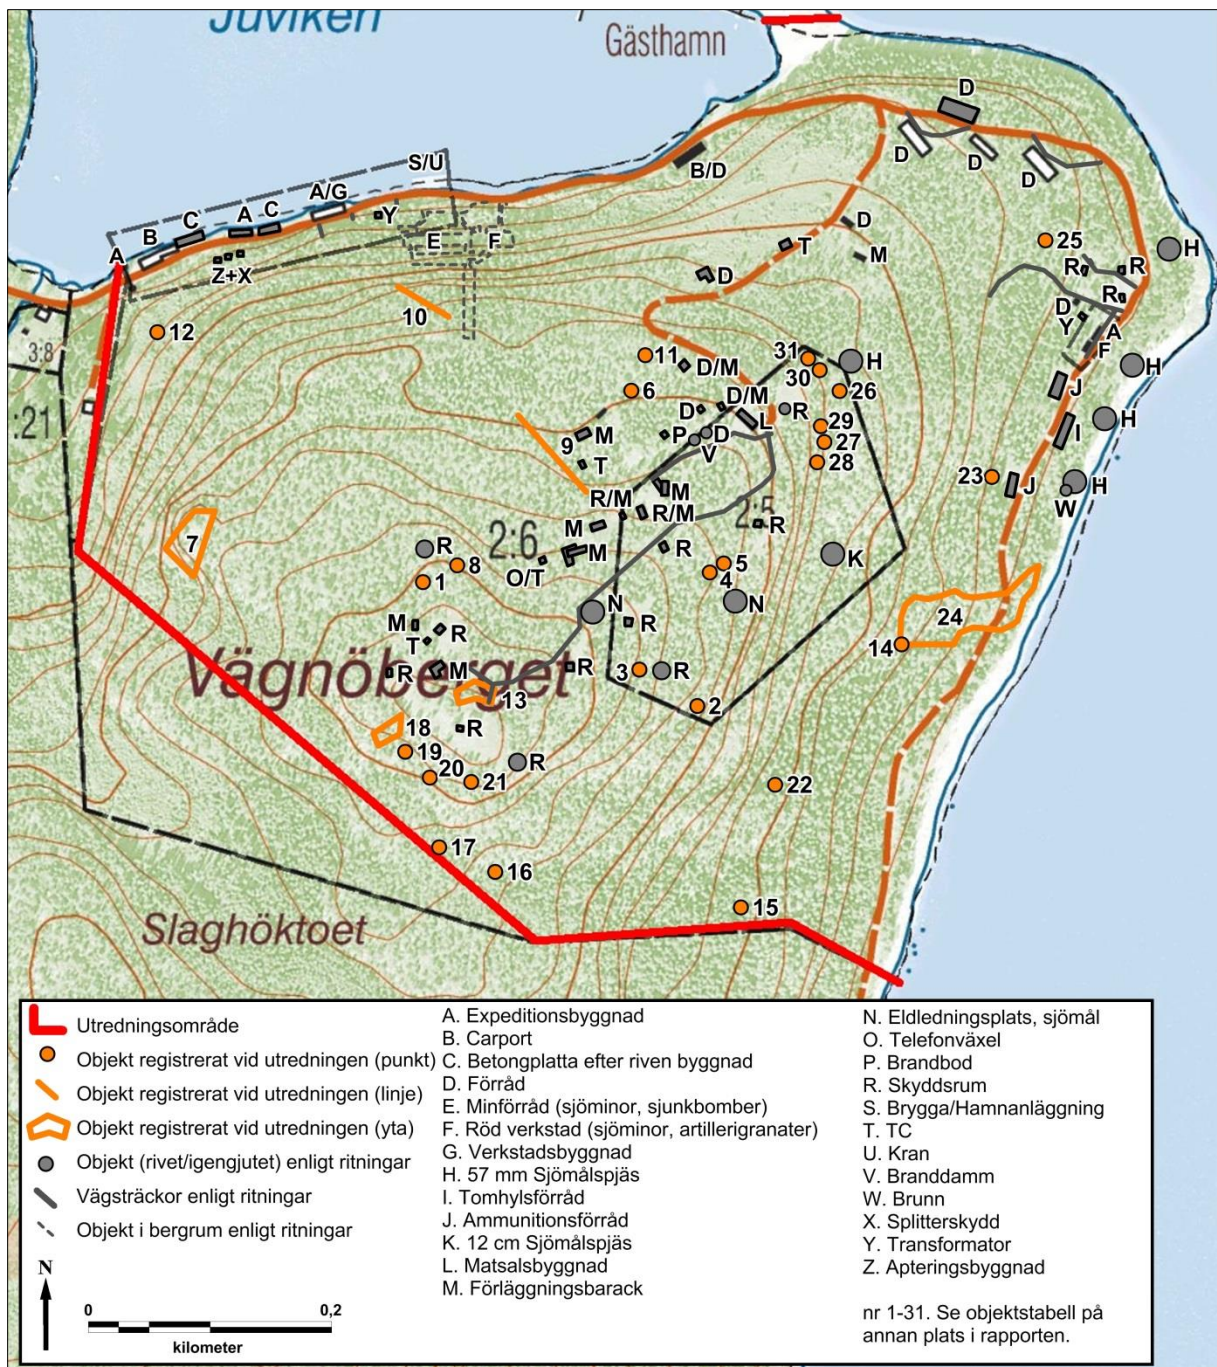 Juviken
Gästhamn
D
S/U
A/G
B/D
D
D
D
C
A
C
Y
B
A
E
F
T
D
M
H
25
R
R
Z+X
D
R
10
D
Y
A
F
12
3:8
11
31
H
H
D/M
30
J
6
26
:21
D/M
D
R
L
29
H
9
M
P
D
I
27
V
T
28
23
J
H
W
R/M
M
2:5
R/M
R
7
M
R
2:6
M
R
K
O/T
8
5
1
4
N
N
24
M
R
R
T
14
Vägnöberget
R
M
R
3
R
13
2
18
R
19
R
20
21
22
17
16
15
Slaghöktoet
Utredningsområde
Objekt registrerat vid utredningen (punkt)
Objekt registrerat vid utredningen (linje)
Objekt registrerat vid utredningen (yta)
Objekt (rivet/igengjutet) enligt ritningar
Vägsträckor enligt ritningar
Objekt i bergrum enligt ritningar
N
0 0,2
kilometer
A. Expeditionsbyggnad
B. Carport
C. Betongplatta efter riven byggnad
D. Förråd
E. Minförråd (sjöminor, sjunkbomber)
F. Röd verkstad (sjöminor, artillerigranater)
G. Verkstadsbyggnad
H. 57 mm Sjömålspjäs
I. Tomhylsförråd
J. Ammunitionsförråd
K. 12 cm Sjömålspjäs
L. Matsalsbyggnad
M. Förläggningsbarack
N. Eldledningsplats, sjömål
O. Telefonväxel
P. Brandbod
R. Skyddsrum
S. Brygga/Hamnanläggning
T. TC
U. Kran
V. Branddamm
W. Brunn
X. Splitterskydd
Y. Transformator
Z. Apteringsbyggnad
nr 1-31. Se objektstabell på
annan plats i rapporten.